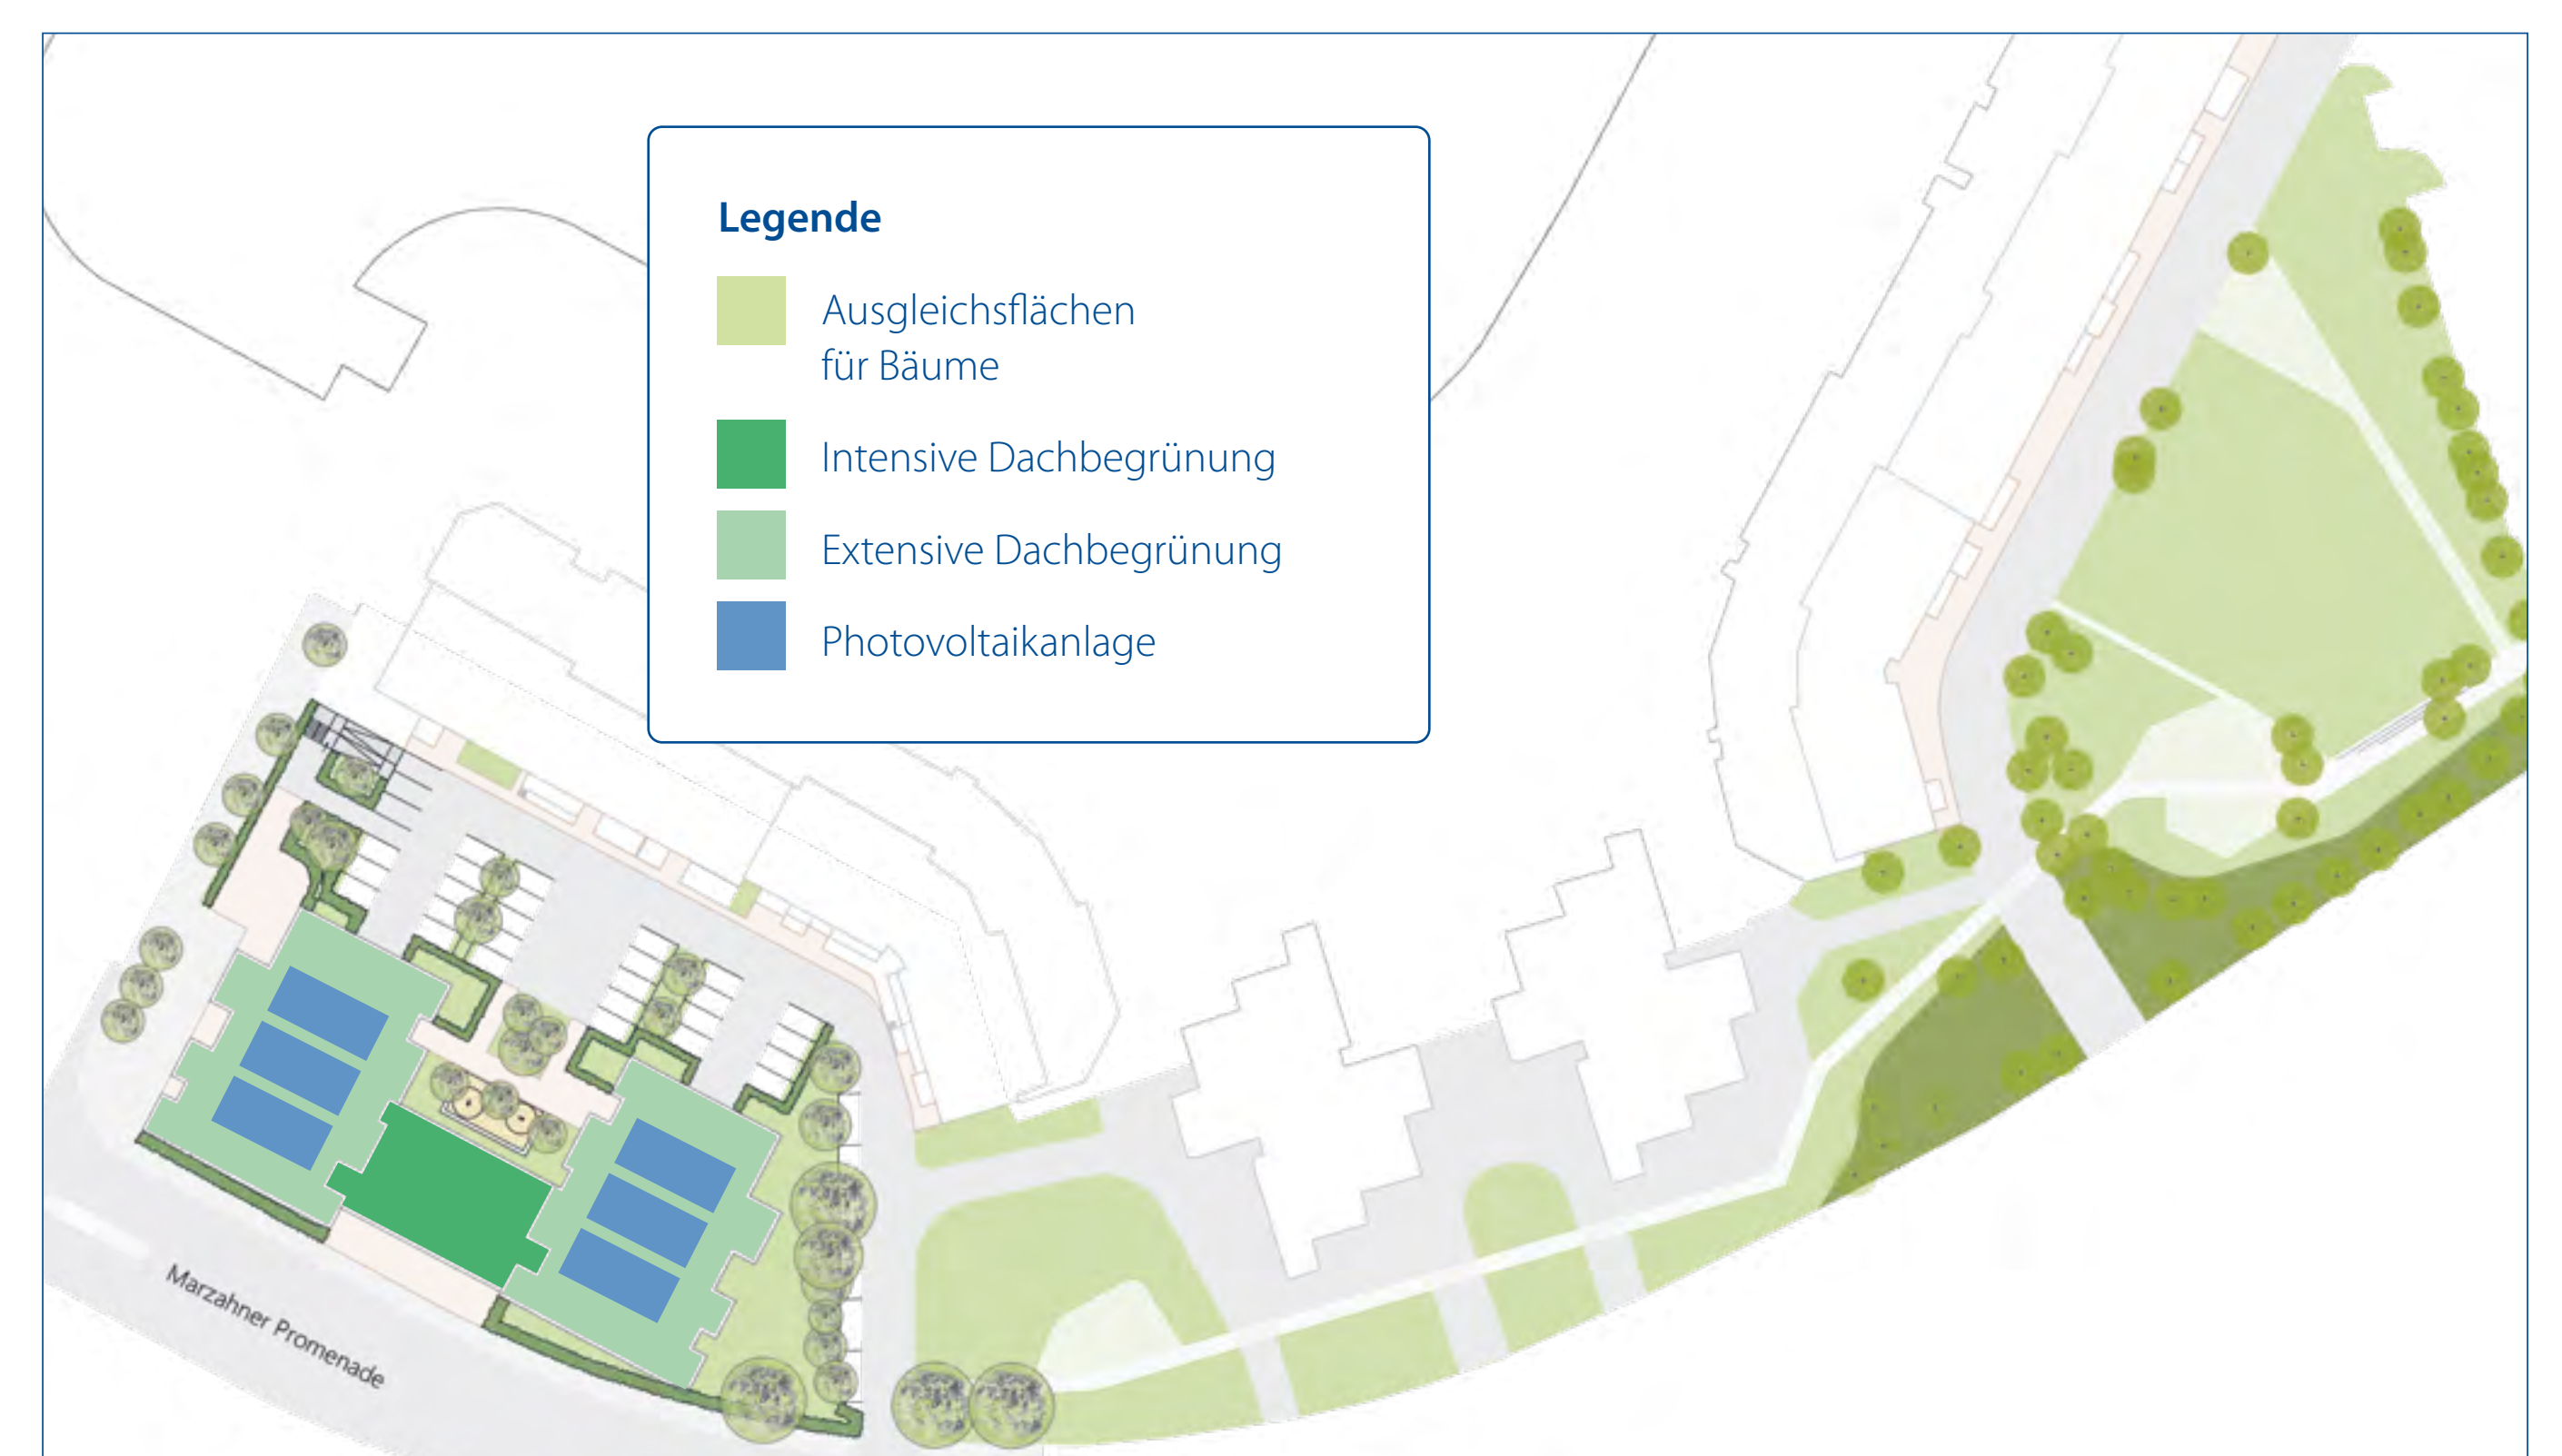 Legende
Ausgleichsflächen
für Bäume
Intensive Dachbegrünung
Extensive Dachbegrünung
Photovoltaikanlage
Marzahner Promenade